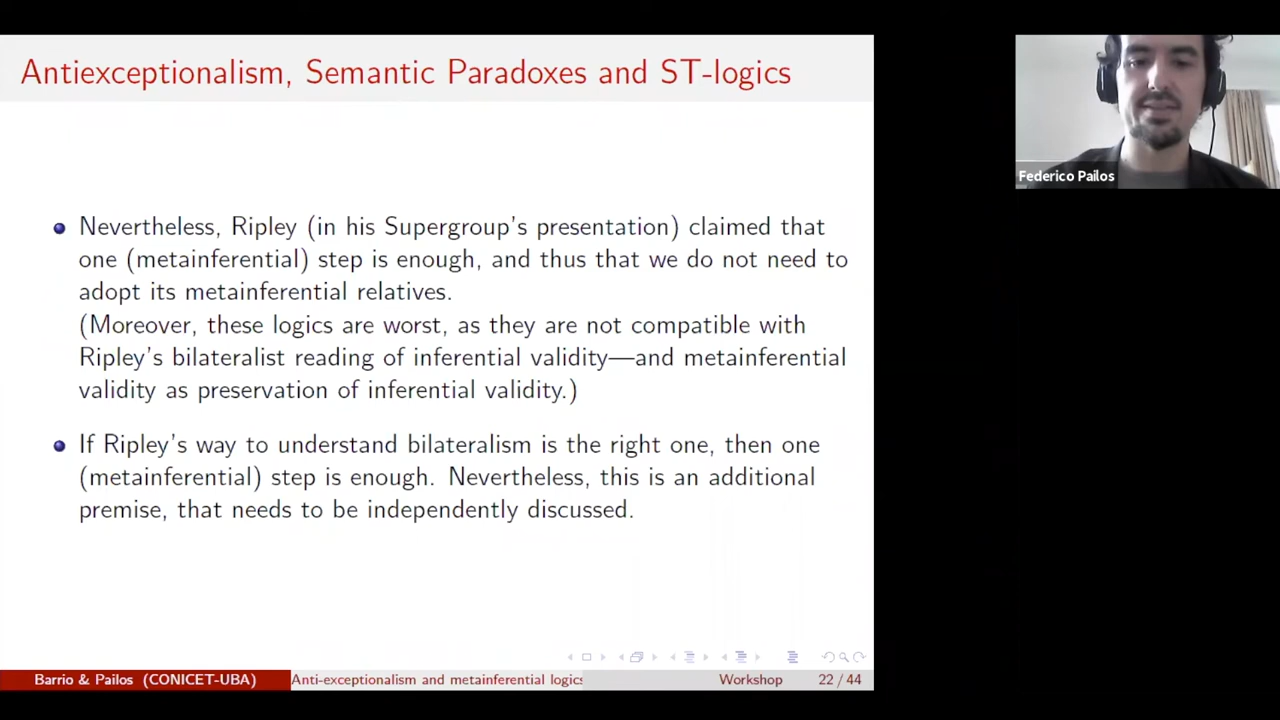 Antiexceptionalism, Semantic Paradoxes and ST-logics
Federico Pailos
Nevertheless, Ripley (in his Supergroup's presentation) claimed that
one (metainferential) step is enough, and thus that we do not need to
adopt its metainferential relatives.
(Moreover, these logics are worst, as they are not compatible with
Ripley's bilateralist reading of inferential validity—and metainferential
validity as preservation of inferential validity.)
If Ripley's way to understand bilateralism is the right one, then one
(metainferential) step is enough. Nevertheless, this is an additional
premise, that needs to be independently discussed.
Barrio & Pailos (CONICET-UBA) Anti-exceptionalism and metainferential logics Workshop 22 / 44